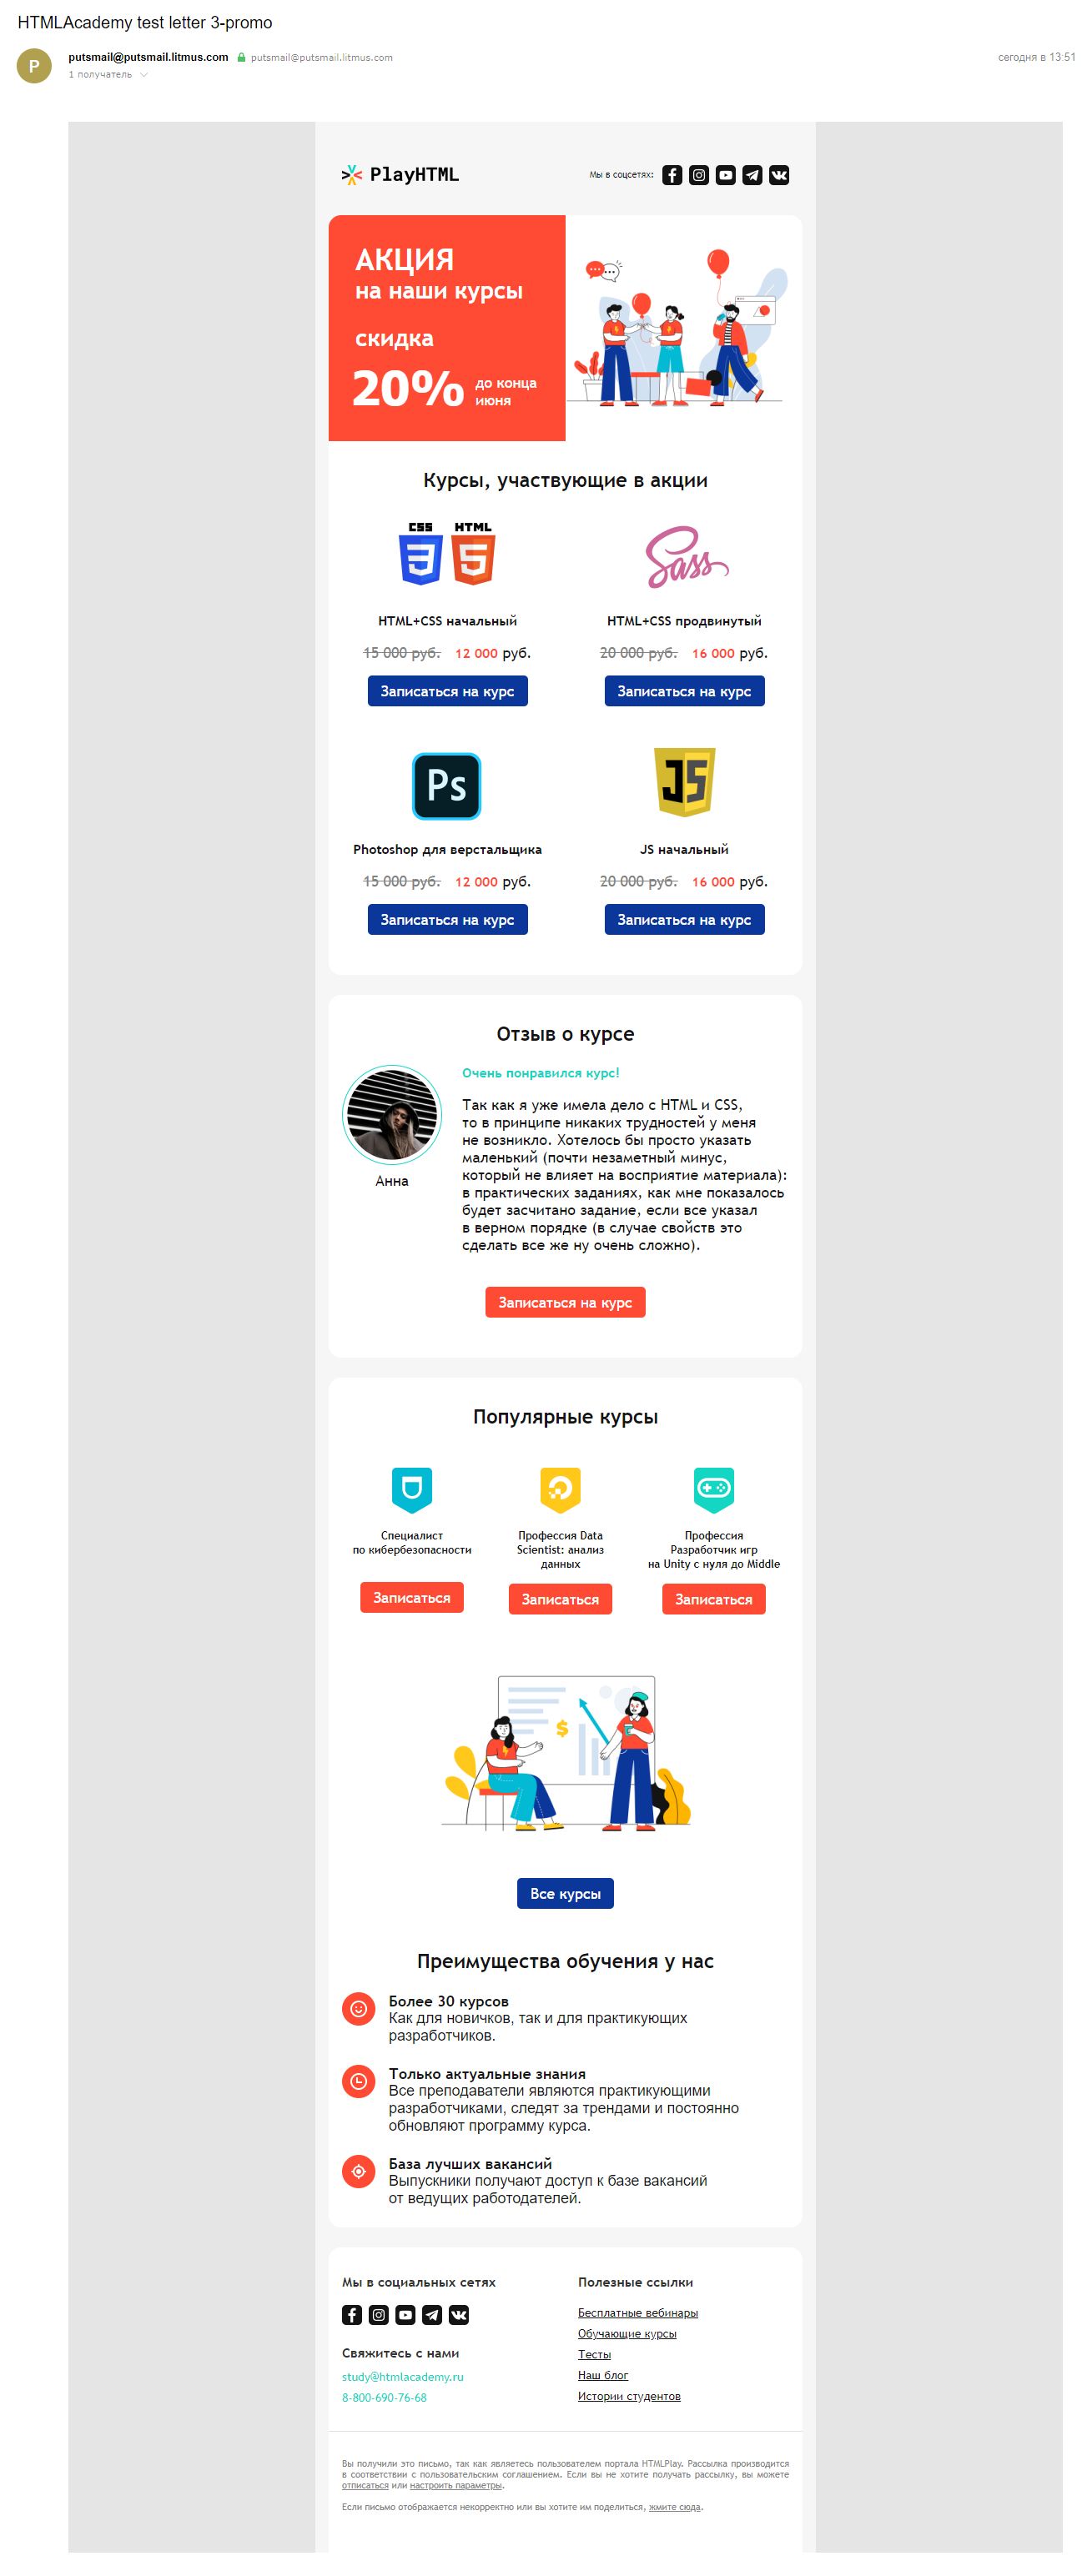 HTMLAcademy test letter 3-promo
P
putsmail@putsmail.litmus.com putsmail@putsmail.litmus.com
сегодня в 13:51
1 получатель
PlayHTML
Мы в соцсетях:
АКЦИЯ
на наши курсы
скидка
20% до конца
июня
Курсы, участвующие в акции
CSS HTML
3 5
Sass
HTML+CSS начальный
15 000 руб. 12 000 руб.
Записаться на курс
HTML+CSS продвинутый
20 000 руб. 16 000 руб.
Записаться на курс
Ps
Photoshop для верстальщика
15 000 руб. 12 000 руб.
Записаться на курс
JS
JS начальный
20 000 руб. 16 000 руб.
Записаться на курс
Отзыв о курсе
Анна
Очень понравился курс!
Так как я уже имела дело с HTML и CSS,
то в принципе никаких трудностей у меня
не возникло. Хотелось бы просто указать
маленький (почти незаметный минус,
который не влияет на восприятие материала):
в практических заданиях, как мне показалось
будет засчитано задание, если все указал
в верном порядке (в случае свойств это
сделать все же ну очень сложно).
Записаться на курс
Популярные курсы
Специалист
по кибербезопасности
Записаться
Профессия Data
Scientist: анализ
данных
Записаться
Профессия
Разработчик игр
на Unity с нуля до Middle
Записаться
$
Все курсы
Преимущества обучения у нас
Более 30 курсов
Как для новичков, так и для практикующих
разработчиков.
Только актуальные знания
Все преподаватели являются практикующими
разработчиками, следят за трендами и постоянно
обновляют программу курса.
База лучших вакансий
Выпускники получают доступ к базе вакансий
от ведущих работодателей.
Мы в социальных сетях
Свяжитесь с нами
study@htmlacademy.ru
8-800-690-76-68
Полезные ссылки
Бесплатные вебинары
Обучающие курсы
Тесты
Наш блог
Истории студентов
Вы получили это письмо, так как являетесь пользователем портала HTMLPlay. Рассылка производится
в соответствии с пользовательским соглашением. Если вы не хотите получать рассылку, вы можете
отписаться или настроить параметры.
Если письмо отображается некорректно или вы хотите им поделиться, жмите сюда.